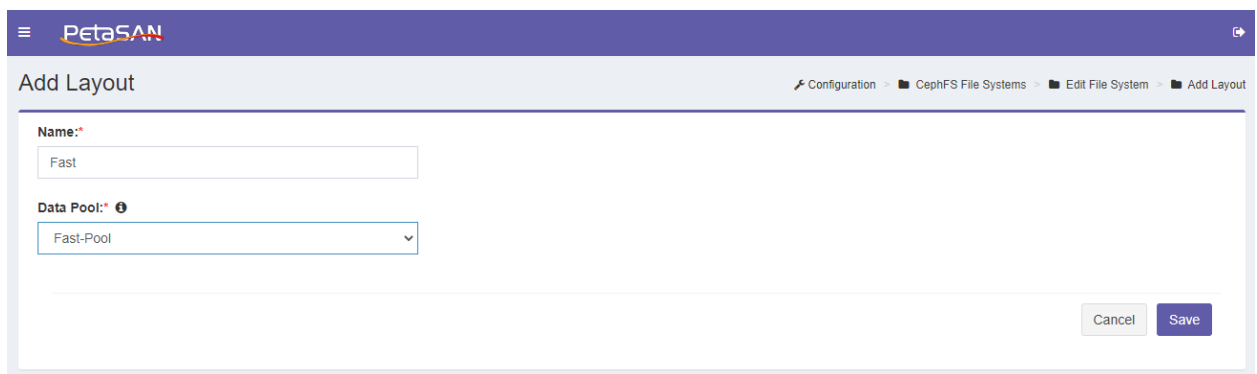 PetaSAN
Add Layout
Configuration > CephFS File Systems > Edit File System > Add Layout
Name:*
Fast
Data Pool:*
Fast-Pool
Cancel
Save